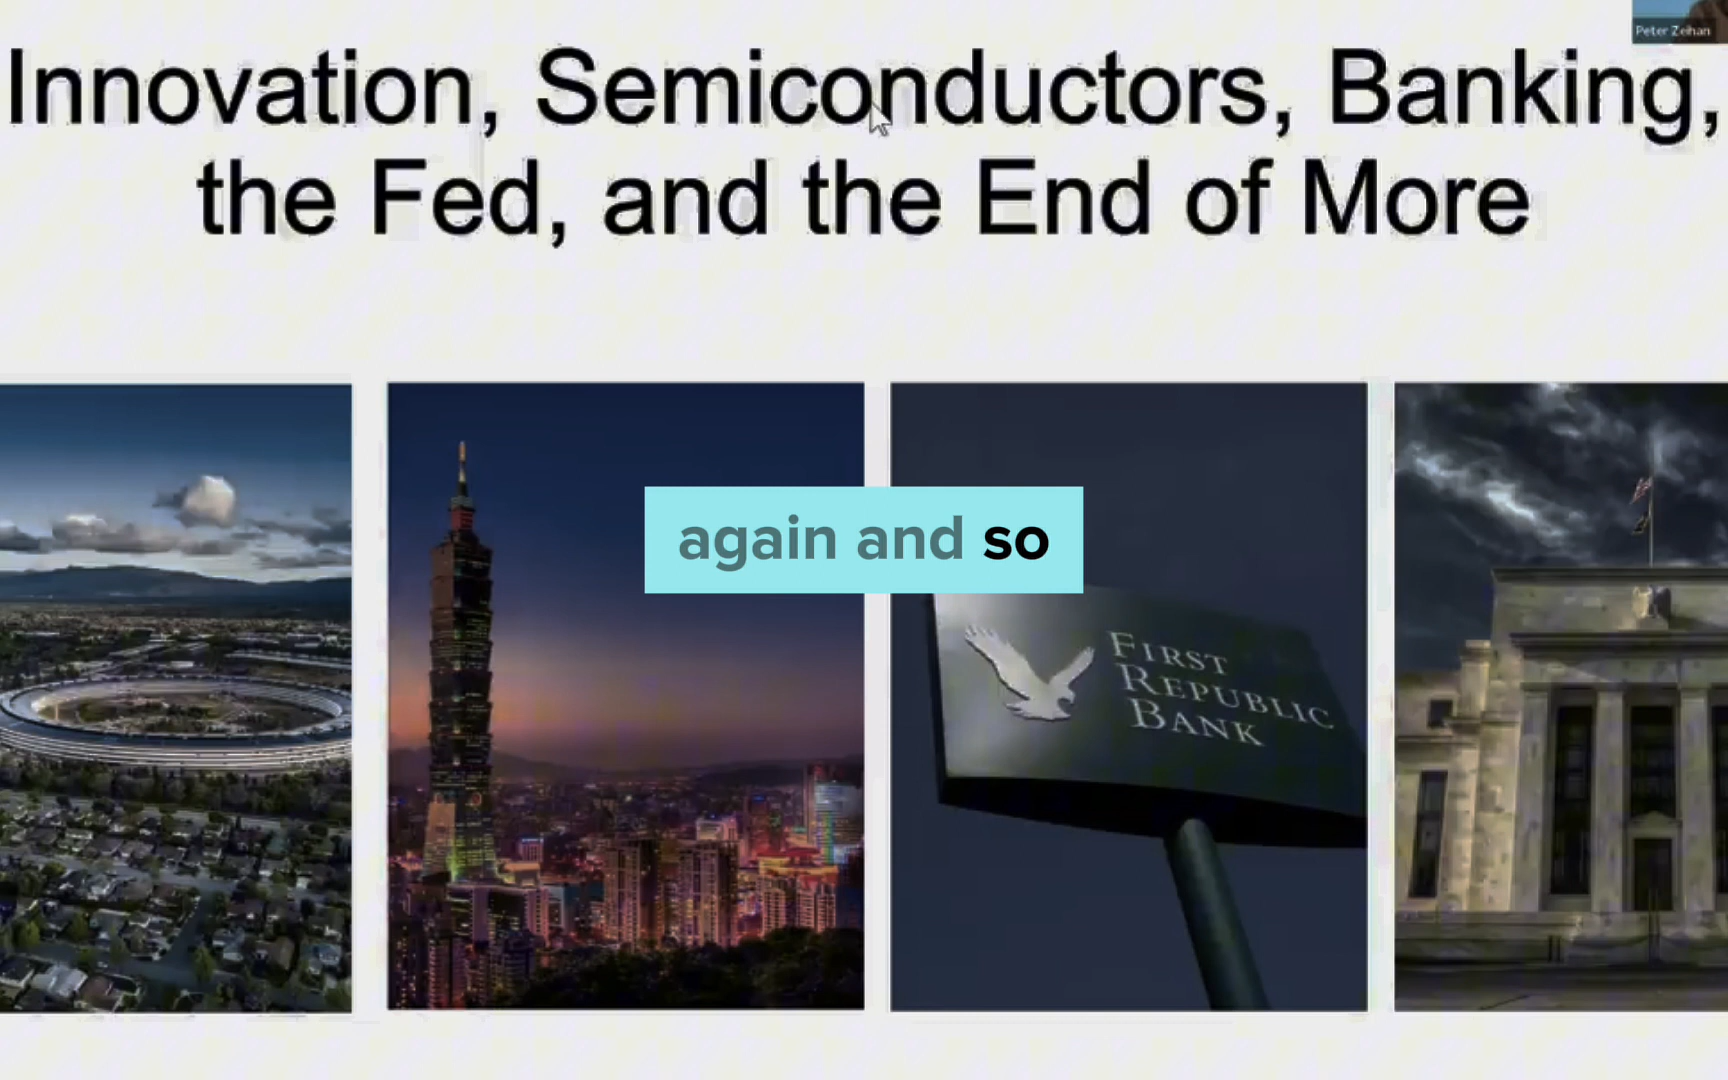 Peter Zeihan
Innovation, Semiconductors, Banking,
the Fed, and the End of More
again and so
FIRST
REPUBLIC
BANK